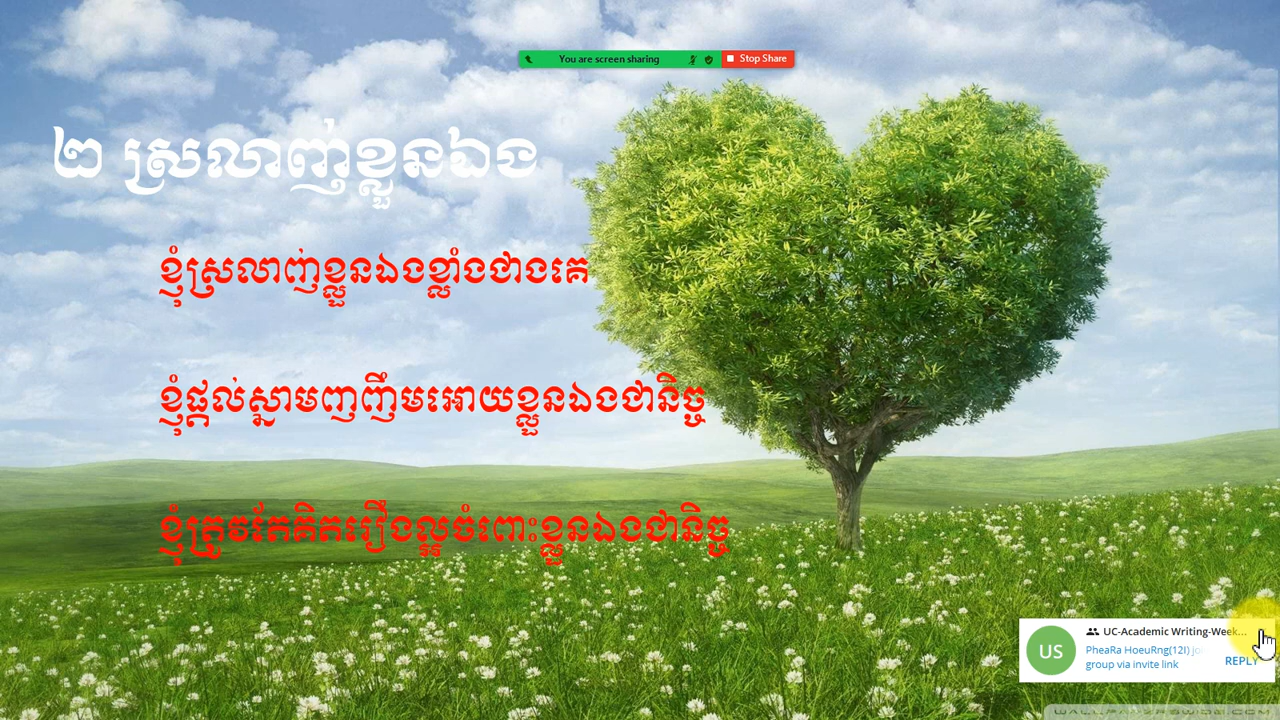 You are screen sharing
Stop Share
២ ស្រលាញ់ខ្លួនឯង
ខ្ញុំស្រលាញ់ខ្លួនឯងខ្លាំងជាងគេ
ខ្ញុំផ្តល់ស្នាមញញឹមអោយខ្លួនឯងជានិច្ច
ខ្ញុំត្រូវតែគិតរឿងល្អចំពោះខ្លួនឯងជានិច្ច
UC-Academic Writing-Week...
US
PheaRa HoeuRng(12I) jo
group via invite link
REPLY
WALLPAPERSWIDE.COM